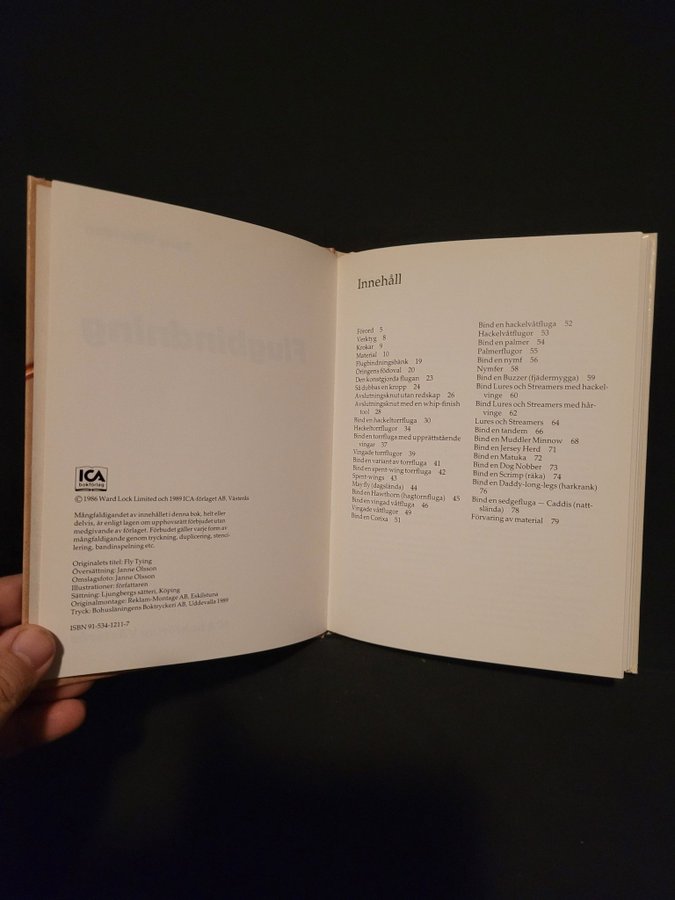 ICA
bokförlag
© 1986 Ward Lock Limited och 1989 ICA-förlaget AB, Västerås
Mångfaldigandet av innehållet i denna bok, helt eller
delvis, är enligt lagen om upphovsrätt förbjudet utan
medgivande av förlaget. Förbudet gäller varje form av
mångfaldigande genom tryckning, duplicering, stenci-
lering, bandinspelning etc.
Originalets titel: Fly Tying
Översättning: Janne Olsson
Omslagsfoto: Janne Olsson
Illustrationer: författaren
Sättning: Ljungbergs sätteri, Köping
Originalmontage: Reklam-Montage AB, Eskilstuna
Tryck: Bohusläningens Boktryckeri AB, Uddevalla 1989
ISBN 91-534-1211-7
Innehåll
Förord 5
Verktyg 8
Krokar 9
Material 10
Flugbindningsbänk 19
Öringens födoval 20
Den konstgjorda flugan 23
Så dubbas en kropp 24
Avslutningsknut utan redskap 26
Avslutningsknut med en whip-finish
tool 28
Bind en hackeltorrfluga 30
Hackeltorrflugor 34
Bind en torrfluga med upprättstående
vingar 37
Vingade torrflugor 39
Bind en variant av torrfluga 41
Bind en spent-wing torrfluga 42
Spent-wings 43
May fly (dagslända) 44
Bind en Hawthorn (hagtornsfluga) 45
Bind en vingad våtfluga 46
Vingade våtflugor 49
Bind en Corixa 51
Bind en hackelvåtfluga 52
Hackelvåtflugor 53
Bind en palmer 54
Palmerflugor 55
Bind en nymf 56
Nymfer 58
Bind en Buzzer (fjädermygga) 59
Bind Lures och Streamers med hackel-
vinge 60
Bind Lures och Streamers med hår-
vinge 62
Lures och Streamers 64
Bind en tandem 66
Bind en Muddler Minnow 68
Bind en Jersey Herd 71
Bind en Matuka 72
Bind en Dog Nobber 73
Bind en Scrimp (räka) 74
Bind en Daddy-long-legs (harkrank)
76
Bind en sedgefluga — Caddis (natt-
slända) 78
Förvaring av material 79